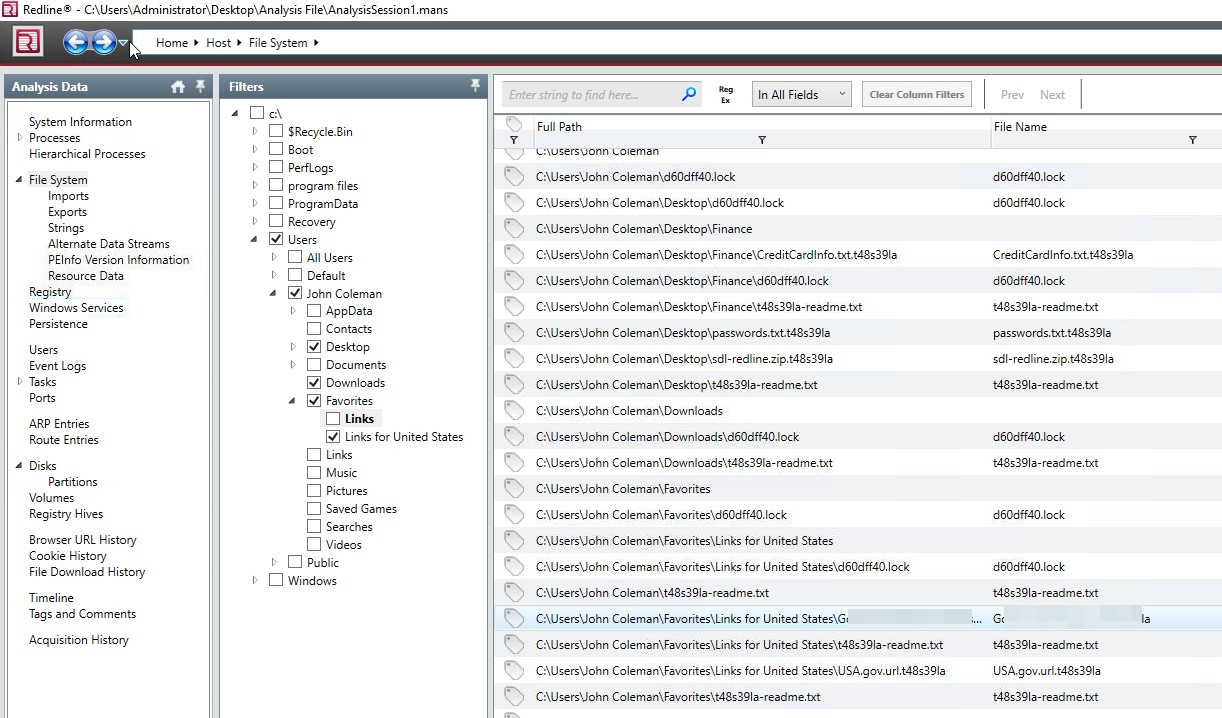 Redline® - C:\Users\Administrator\Desktop\Analysis File\AnalysisSession1.mans
Home Host File System
Analysis Data
System Information
Processes
Hierarchical Processes
File System
Imports
Exports
Strings
Alternate Data Streams
PEInfo Version Information
Resource Data
Registry
Windows Services
Persistence
Users
Event Logs
Tasks
Ports
ARP Entries
Route Entries
Disks
Partitions
Volumes
Registry Hives
Browser URL History
Cookie History
File Download History
Timeline
Tags and Comments
Acquisition History
Filters
c:\
$Recycle.Bin
Boot
PerfLogs
program files
ProgramData
Recovery
Users
All Users
Default
John Coleman
AppData
Contacts
Desktop
Documents
Downloads
Favorites
Links
Links for United States
Links
Music
Pictures
Saved Games
Searches
Videos
Public
Windows
Enter string to find here... Reg Ex In All Fields Clear Column Filters Prev Next
Full Path File Name
C:\Users\John Coleman
C:\Users\John Coleman\d60dff40.lock d60dff40.lock
C:\Users\John Coleman\Desktop\d60dff40.lock d60dff40.lock
C:\Users\John Coleman\Desktop\Finance
C:\Users\John Coleman\Desktop\Finance\CreditCardInfo.txt.t48s39la CreditCardInfo.txt.t48s39la
C:\Users\John Coleman\Desktop\Finance\d60dff40.lock d60dff40.lock
C:\Users\John Coleman\Desktop\Finance\t48s39la-readme.txt t48s39la-readme.txt
C:\Users\John Coleman\Desktop\passwords.txt.t48s39la passwords.txt.t48s39la
C:\Users\John Coleman\Desktop\sdl-redline.zip.t48s39la sdl-redline.zip.t48s39la
C:\Users\John Coleman\Desktop\t48s39la-readme.txt t48s39la-readme.txt
C:\Users\John Coleman\Downloads
C:\Users\John Coleman\Downloads\d60dff40.lock d60dff40.lock
C:\Users\John Coleman\Downloads\t48s39la-readme.txt t48s39la-readme.txt
C:\Users\John Coleman\Favorites
C:\Users\John Coleman\Favorites\d60dff40.lock d60dff40.lock
C:\Users\John Coleman\Favorites\Links for United States
C:\Users\John Coleman\Favorites\Links for United States\d60dff40.lock d60dff40.lock
C:\Users\John Coleman\t48s39la-readme.txt t48s39la-readme.txt
C:\Users\John Coleman\Favorites\Links for United States\
C:\Users\John Coleman\Favorites\Links for United States\t48s39la-readme.txt t48s39la-readme.txt
C:\Users\John Coleman\Favorites\Links for United States\USA.gov.url.t48s39la USA.gov.url.t48s39la
C:\Users\John Coleman\Favorites\t48s39la-readme.txt t48s39la-readme.txt